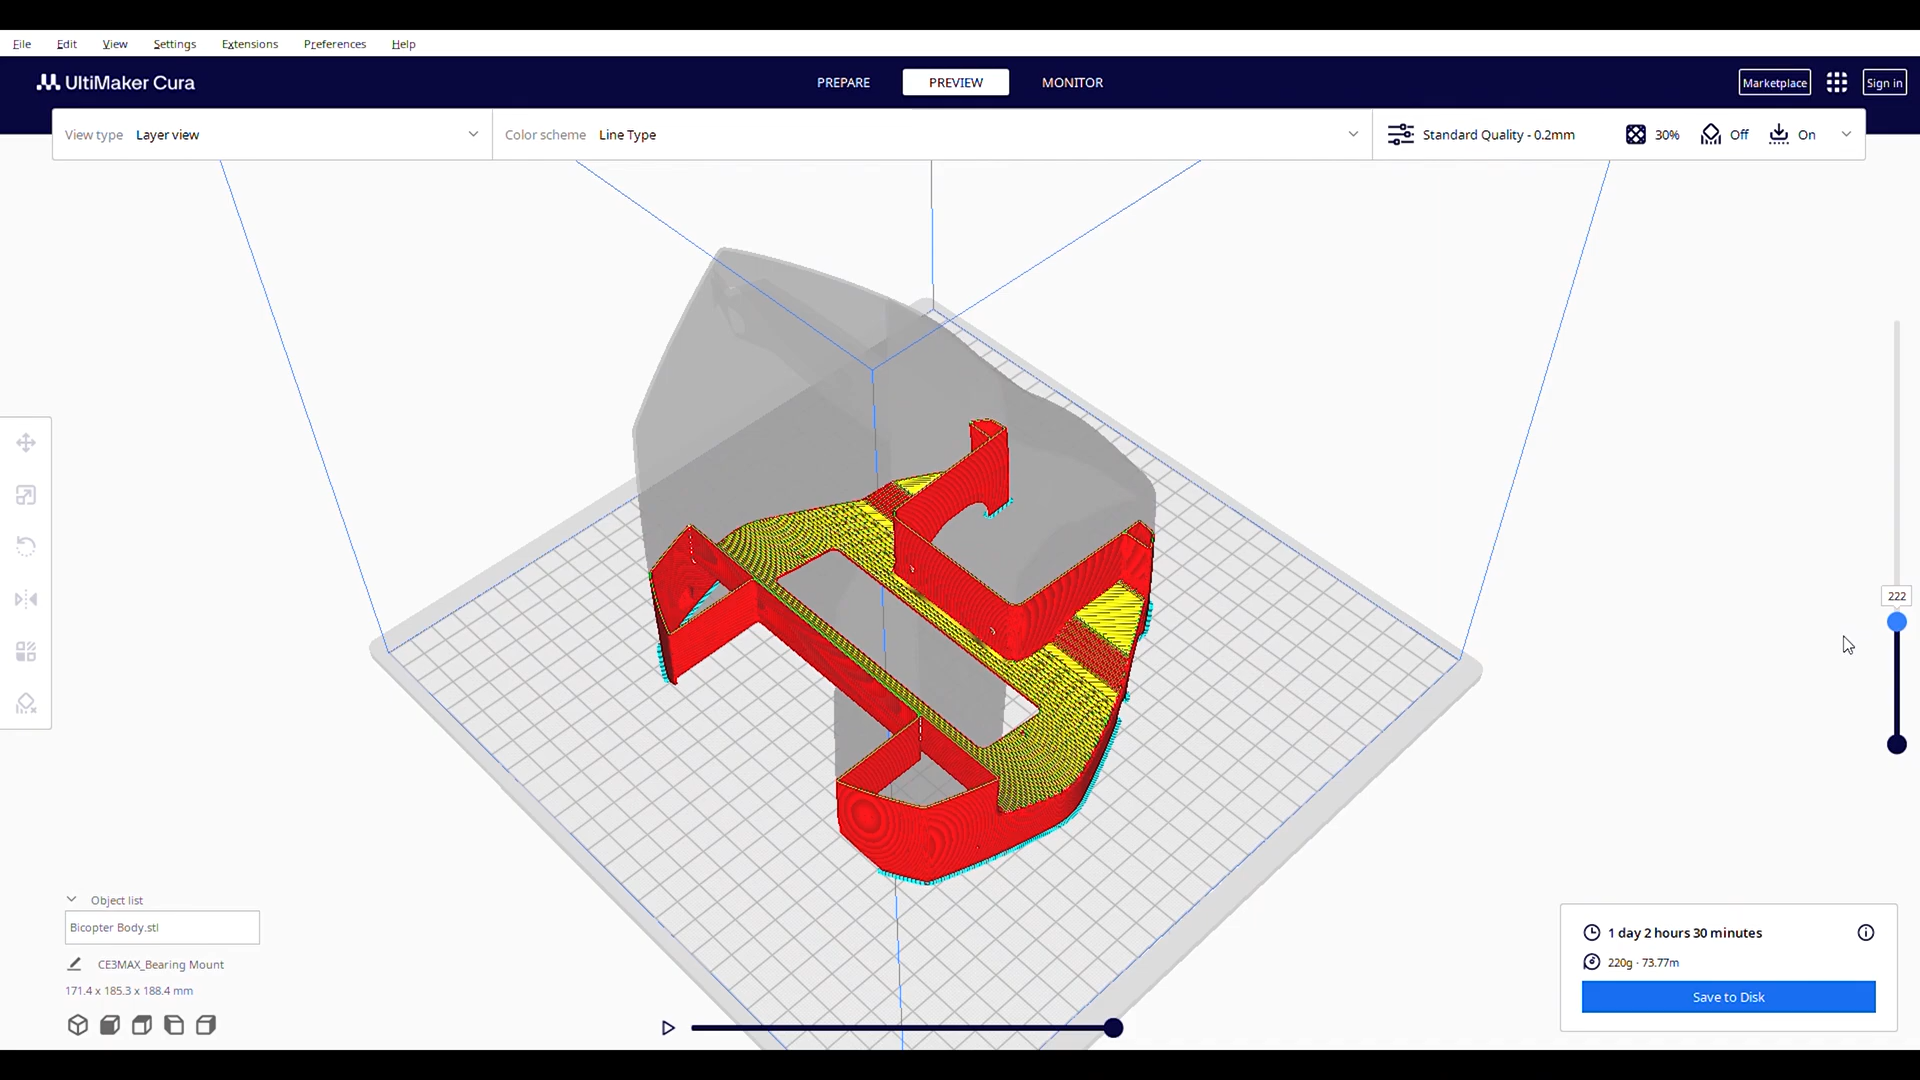 File Edit View Settings Extensions Preferences Help
UltiMaker Cura PREPARE PREVIEW MONITOR Marketplace Sign in
View type Layer view Color scheme Line Type Standard Quality - 0.2mm 30% Off On
222
Object list
Bicopter Body.stl
CE3MAX_Bearing Mount
171.4 x 185.3 x 188.4 mm
1 day 2 hours 30 minutes
220g · 73.77m
Save to Disk